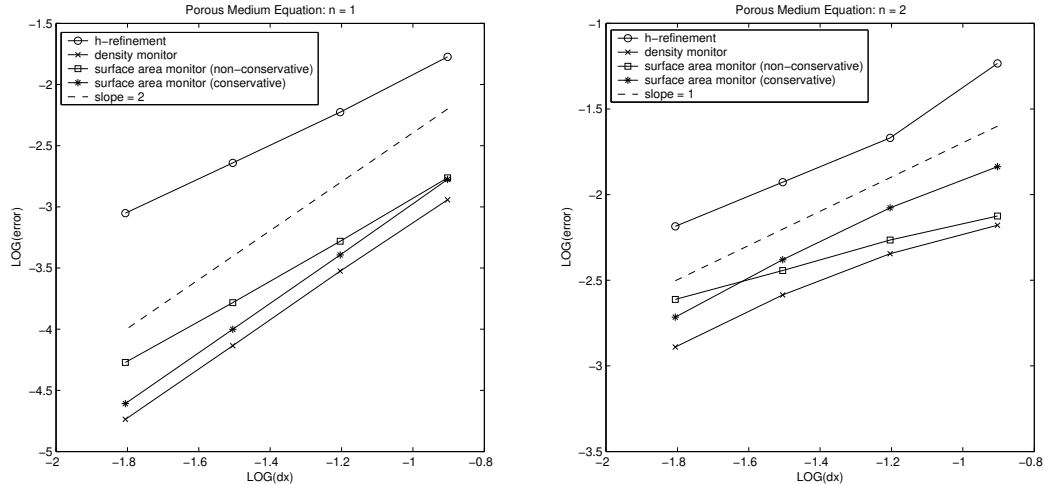 Porous Medium Equation: n = 1
h−refinement
density monitor
surface area monitor (non−conservative)
surface area monitor (conservative)
slope = 2
−1.5
−2
−2.5
−3
−3.5
−4
−4.5
−5
LOG(error)
−2
−1.8
−1.6
−1.4
−1.2
−1
−0.8
LOG(dx)
Porous Medium Equation: n = 2
h−refinement
density monitor
surface area monitor (non−conservative)
surface area monitor (conservative)
slope = 1
−1
−1.5
−2
−2.5
−3
−3.5
LOG(error)
−2
−1.8
−1.6
−1.4
−1.2
−1
−0.8
LOG(dx)